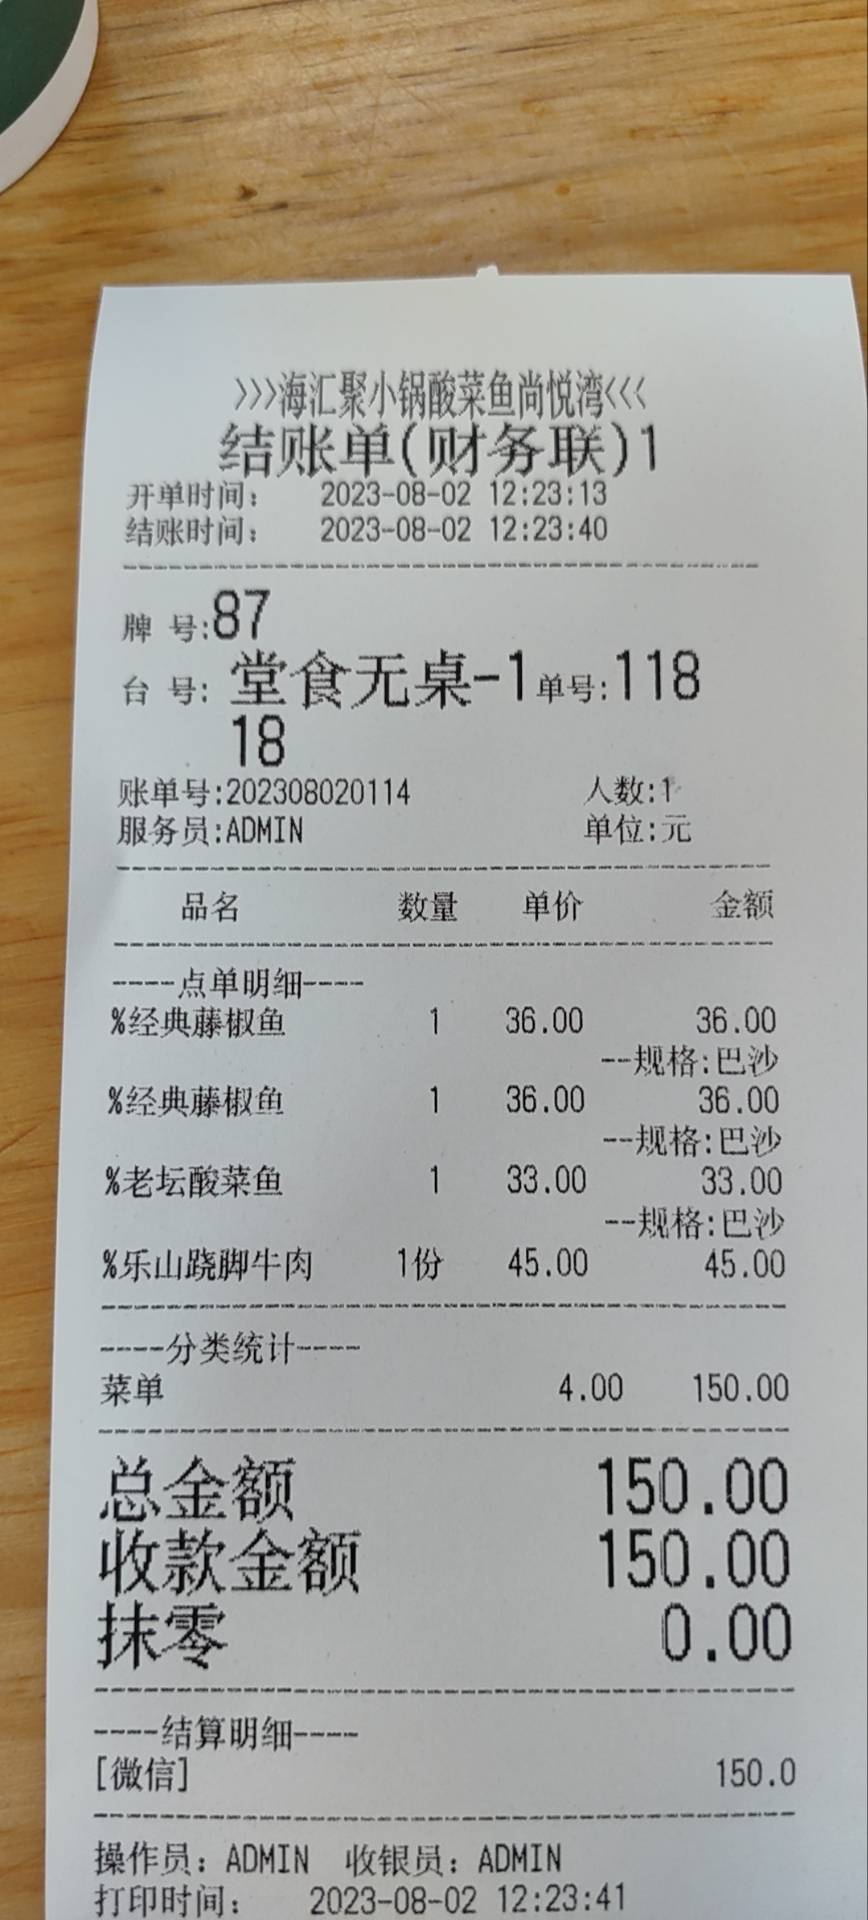 >>>海汇聚小锅酸菜鱼尚悦湾<<<
结账单(财务联)1
开单时间: 2023-08-02 12:23:13
结账时间: 2023-08-02 12:23:40
牌 号:87
台 号: 堂食无桌-1 单号:118
18
账单号:202308020114 人数:1
服务员:ADMIN 单位:元
品名 数量 单价 金额
----点单明细----
%经典藤椒鱼 1 36.00 36.00
--规格:巴沙
%经典藤椒鱼 1 36.00 36.00
--规格:巴沙
%老坛酸菜鱼 1 33.00 33.00
--规格:巴沙
%乐山跷脚牛肉 1份 45.00 45.00
----分类统计----
菜单 4.00 150.00
总金额 150.00
收款金额 150.00
抹零 0.00
----结算明细----
[微信] 150.0
操作员: ADMIN 收银员: ADMIN
打印时间: 2023-08-02 12:23:41